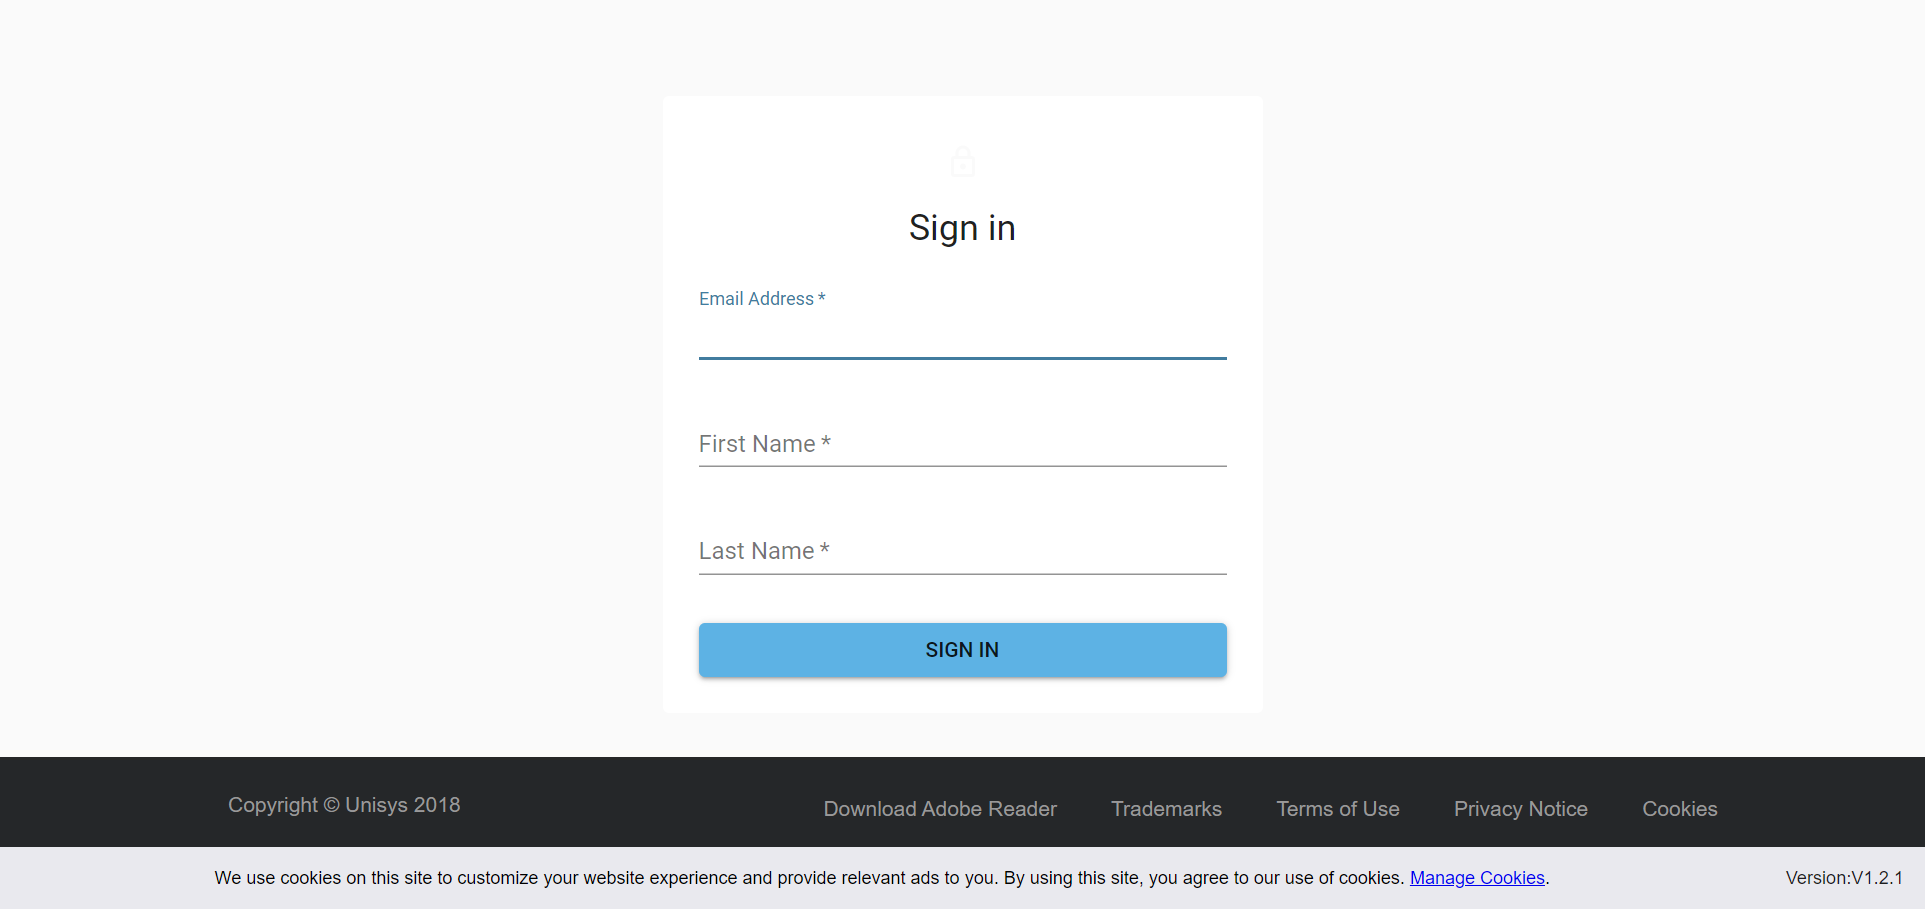 Sign in
Email Address *
First Name *
Last Name *
SIGN IN
Copyright © Unisys 2018
Download Adobe Reader Trademarks Terms of Use Privacy Notice Cookies
We use cookies on this site to customize your website experience and provide relevant ads to you. By using this site, you agree to our use of cookies. Manage Cookies.
Version:V1.2.1